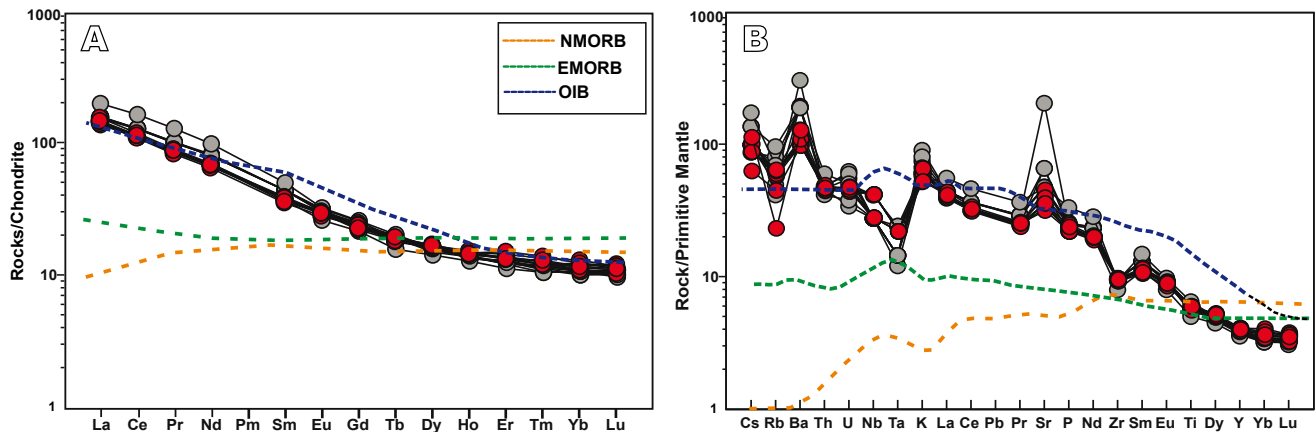 A
Rocks/Chondrite
1000
100
10
1
NMORB
EMORB
OIB
La Ce Pr Nd Pm Sm Eu Gd Tb Dy Ho Er Tm Yb Lu
B
Rock/Primitive Mantle
1000
100
10
1
Cs Rb Ba Th U Nb Ta K La Ce Pb Pr Sr P Nd Zr Sm Eu Ti Dy Y Yb Lu